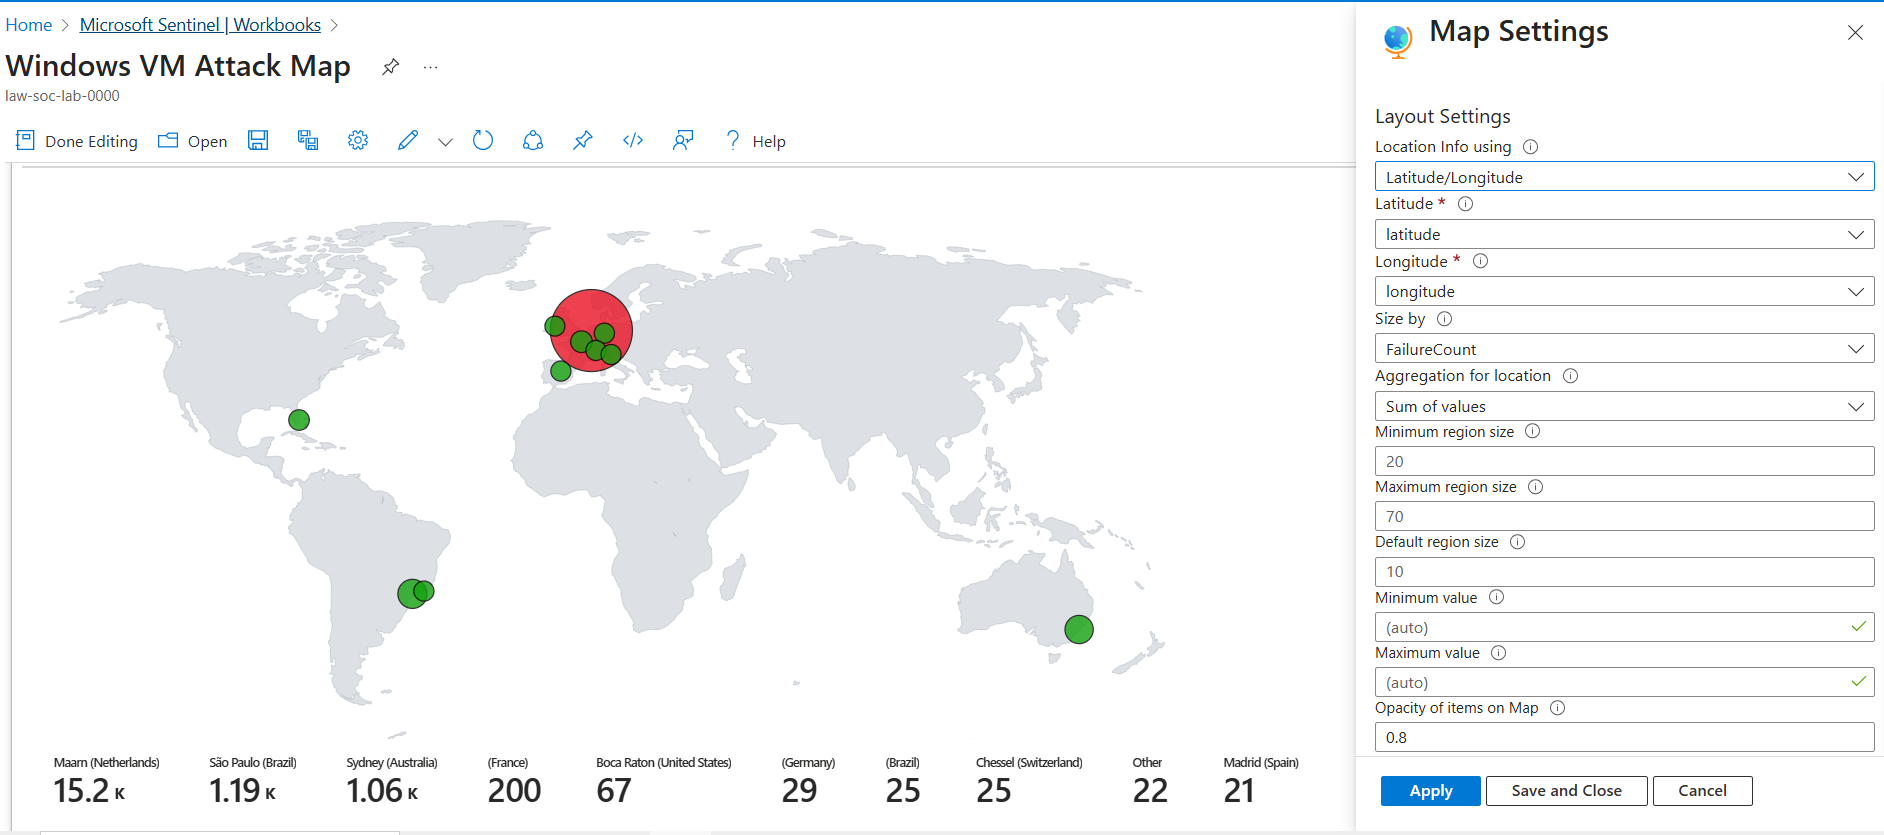 Home > Microsoft Sentinel | Workbooks >
Windows VM Attack Map ...
law-soc-lab-0000
Done Editing Open Help
Maarn (Netherlands) São Paulo (Brazil) Sydney (Australia) (France) Boca Raton (United States) (Germany) (Brazil) Chessel (Switzerland) Other Madrid (Spain)
15.2 K 1.19 K 1.06 K 200 67 29 25 25 22 21
Map Settings
Layout Settings
Location Info using
Latitude/Longitude
Latitude *
latitude
Longitude *
longitude
Size by
FailureCount
Aggregation for location
Sum of values
Minimum region size
20
Maximum region size
70
Default region size
10
Minimum value
(auto)
Maximum value
(auto)
Opacity of items on Map
0.8
Apply Save and Close Cancel